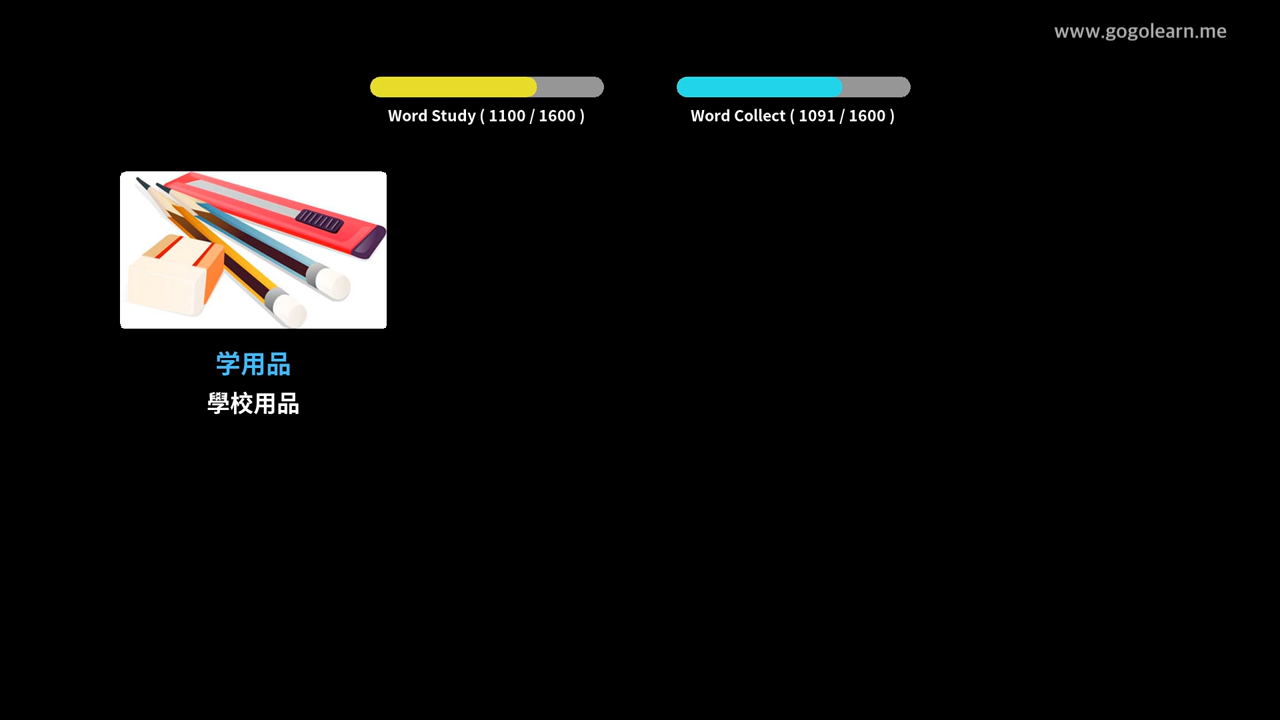 www.gogolearn.me
Word Study ( 1100 / 1600 )
Word Collect ( 1091 / 1600 )
学用品
學校用品